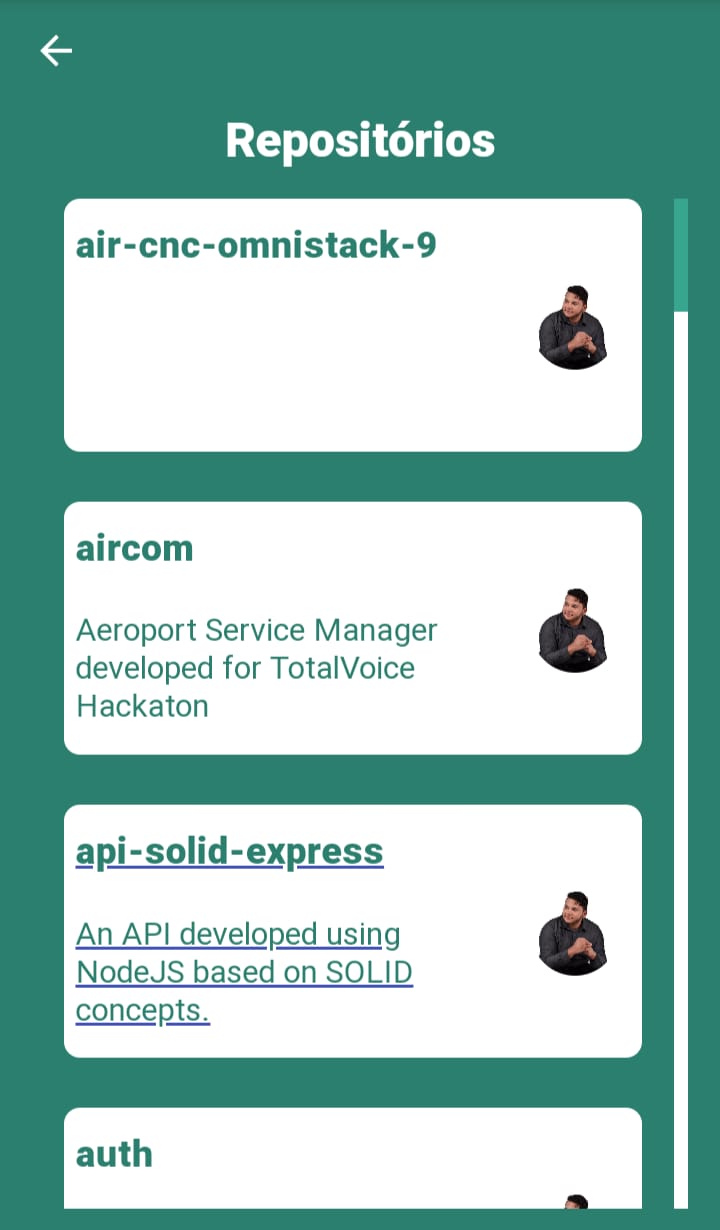 Repositórios
air-cnc-omnistack-9
aircom
Aeroport Service Manager
developed for TotalVoice
Hackaton
api-solid-express
An API developed using
NodeJS based on SOLID
concepts.
auth